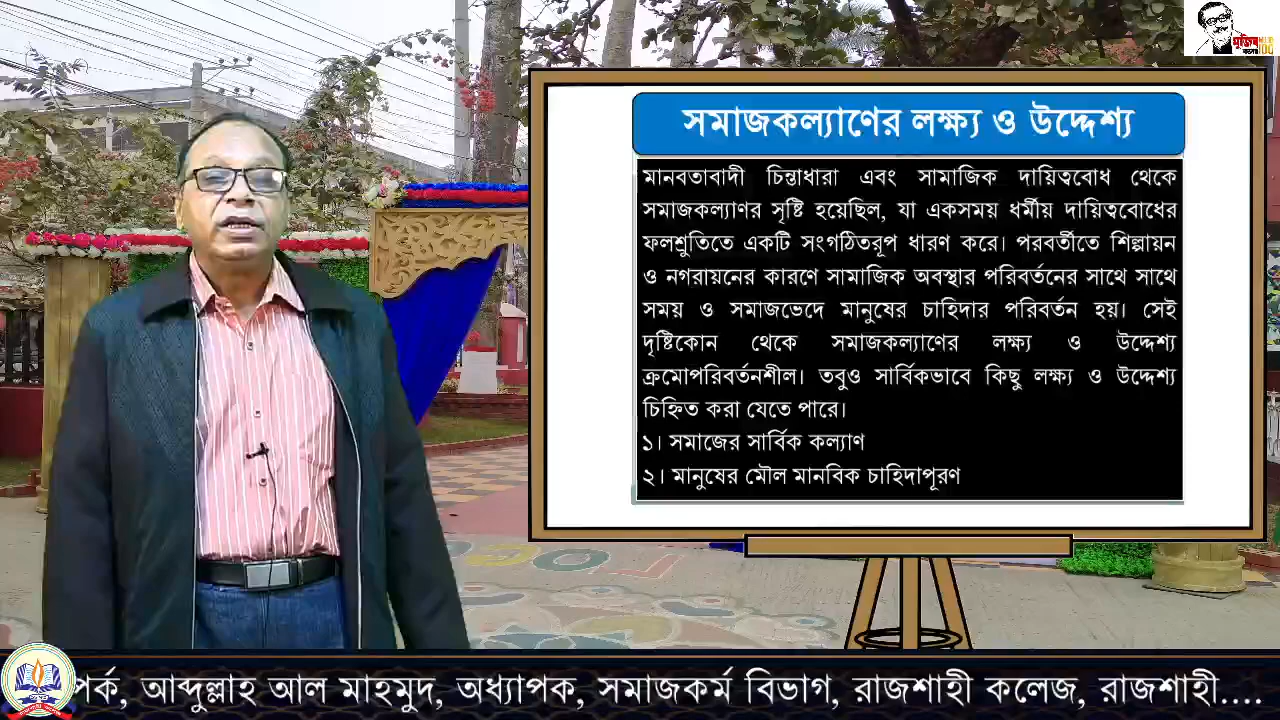 সমাজকল্যাণের লক্ষ্য ও উদ্দেশ্য
মানবতাবাদী চিন্তাধারা এবং সামাজিক দায়িত্ববোধ থেকে
সমাজকল্যাণর সৃষ্টি হয়েছিল, যা একসময় ধর্মীয় দায়িত্ববোধের
ফলশ্রুতিতে একটি সংগঠিতরূপ ধারণ করে। পরবর্তীতে শিল্পায়ন
ও নগরায়নের কারণে সামাজিক অবস্থার পরিবর্তনের সাথে সাথে
সময় ও সমাজভেদে মানুষের চাহিদার পরিবর্তন হয়। সেই
দৃষ্টিকোন থেকে সমাজকল্যাণের লক্ষ্য ও উদ্দেশ্য
ক্রমোপরিবর্তনশীল। তবুও সার্বিকভাবে কিছু লক্ষ্য ও উদ্দেশ্য
চিহ্নিত করা যেতে পারে।
১। সমাজের সার্বিক কল্যাণ
২। মানুষের মৌল মানবিক চাহিদাপূরণ
পর্ক, আব্দুল্লাহ আল মাহমুদ, অধ্যাপক, সমাজকর্ম বিভাগ, রাজশাহী কলেজ, রাজশাহী....